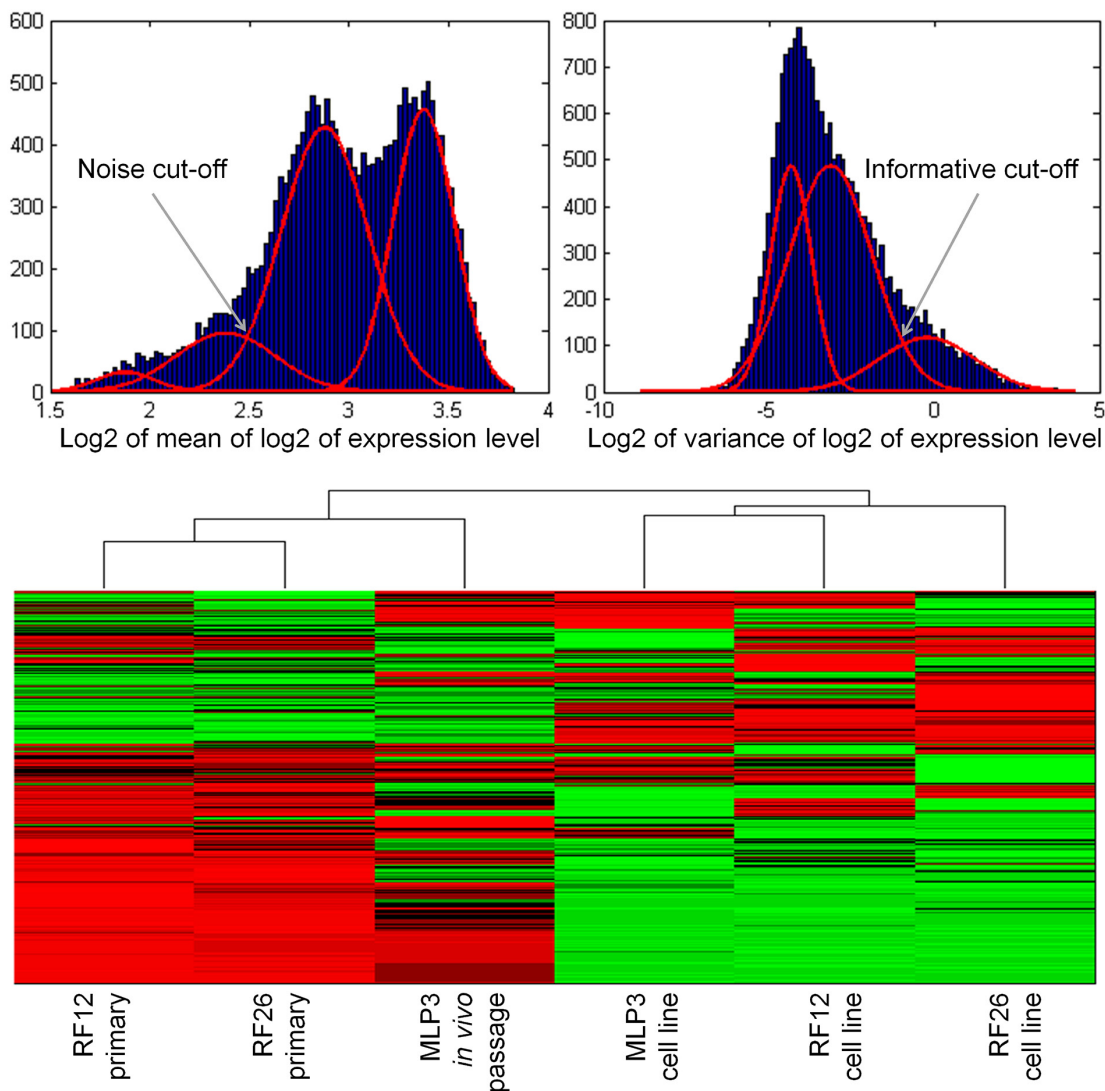 600
500
400
300
200
100
0
1.5
2
2.5
3
3.5
4
Noise cut-off
Log2 of mean of log2 of expression level
800
700
600
500
400
300
200
100
0
-10
-5
0
5
Informative cut-off
Log2 of variance of log2 of expression level
RF12
primary
RF26
primary
MLP3
in vivo
passage
MLP3
cell line
RF12
cell line
RF26
cell line